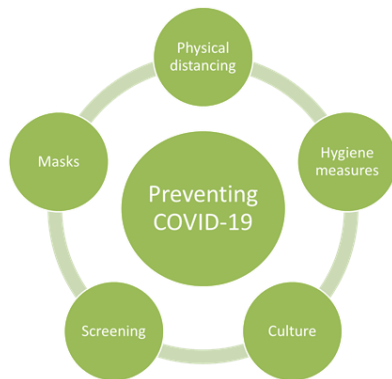 Physical
distancing
Hygiene
measures
Culture
Screening
Masks
Preventing
COVID-19